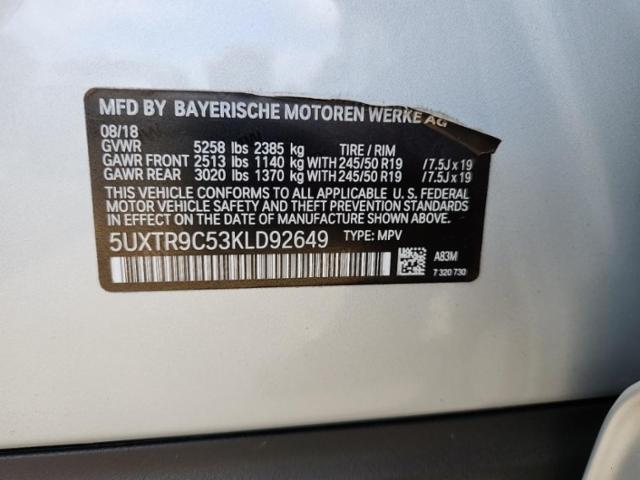 MFD BY BAYERISCHE MOTOREN WERKE AG
08/18
GVWR 5258 lbs 2385 kg TIRE / RIM
GAWR FRONT 2513 lbs 1140 kg WITH 245/50 R19 /7.5J x 19
GAWR REAR 3020 lbs 1370 kg WITH 245/50 R19 /7.5J x 19
THIS VEHICLE CONFORMS TO ALL APPLICABLE U. S. FEDERAL
MOTOR VEHICLE SAFETY, BUMPER, AND THEFT PREVENTION
STANDARDS IN EFFECT ON THE DATE OF MANUFACTURE SHOWN ABOVE.
5UXTR9C53KLD92649 TYPE: MPV
A83M
7 320 730